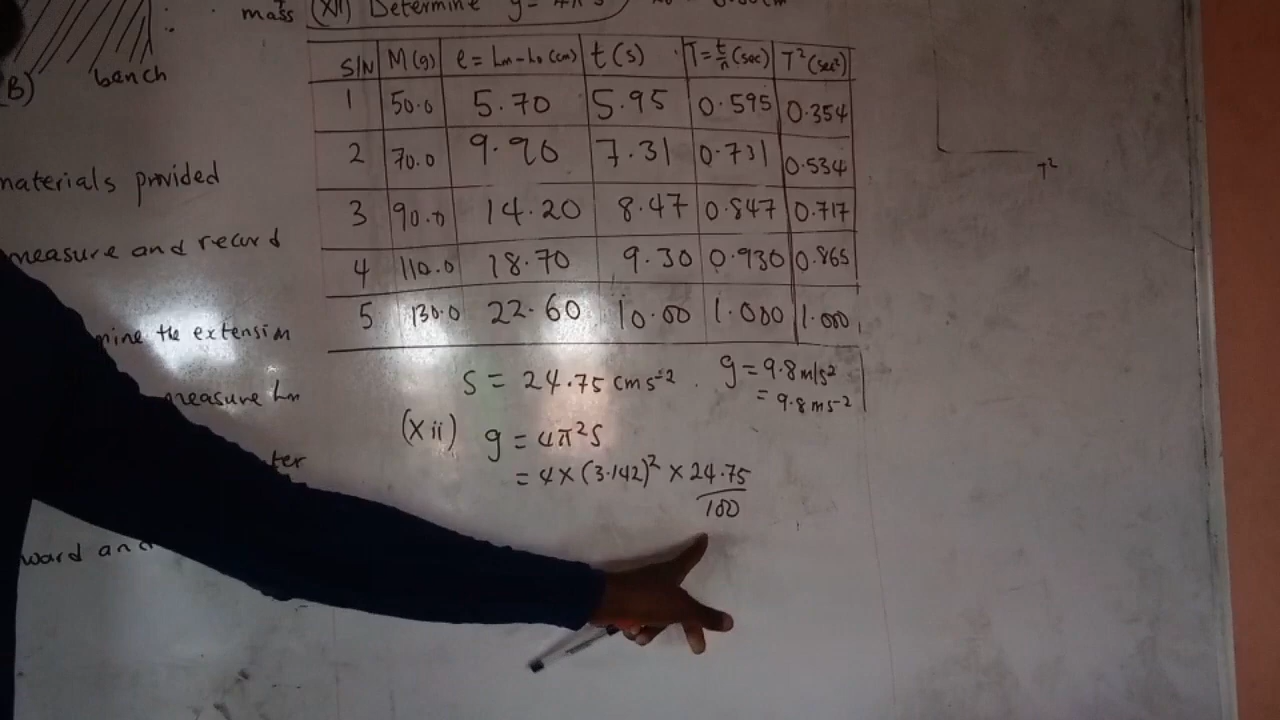 mass (XII) Determine g = 4π²s
(B) bench
S/N M(g) e = Lm-L0 (cm) t(s) T = t/n (sec) T² (sec²)
1 50.0 5.70 5.95 0.595 0.354
2 70.0 9.90 7.31 0.731 0.534
3 90.0 14.20 8.47 0.847 0.717
4 110.0 18.70 9.30 0.930 0.865
5 130.0 22.60 10.00 1.000 1.000
T²
materials provided
measure and record
mine the extension
measure Lm
ter
ward and
S = 24.75 cms⁻² . g = 9.8 m/s²
= 9.8 ms⁻²
(Xii) g = 4π²S
= 4 × (3.142)² × 24.75/100